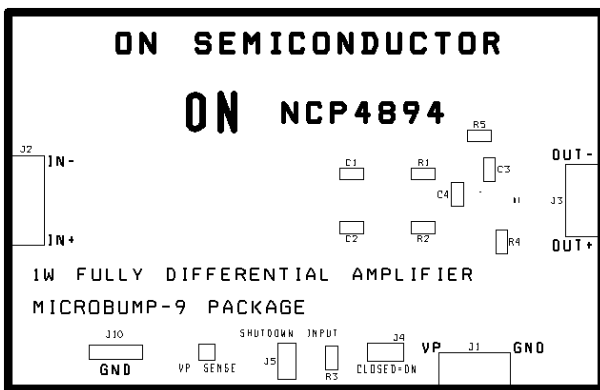 ON SEMICONDUCTOR
ON NCP4894
R5
J2
IN-
C1
R1
C3
OUT-
C4
J3
IN+
C2
R2
R4
OUT+
1W FULLY DIFFERENTIAL AMPLIFIER
MICROBUMP-9 PACKAGE
J10
GND
VP SENSE
SHUTDOWN INPUT
J5
R3
J4
CLOSED=ON
VP
J1
GND